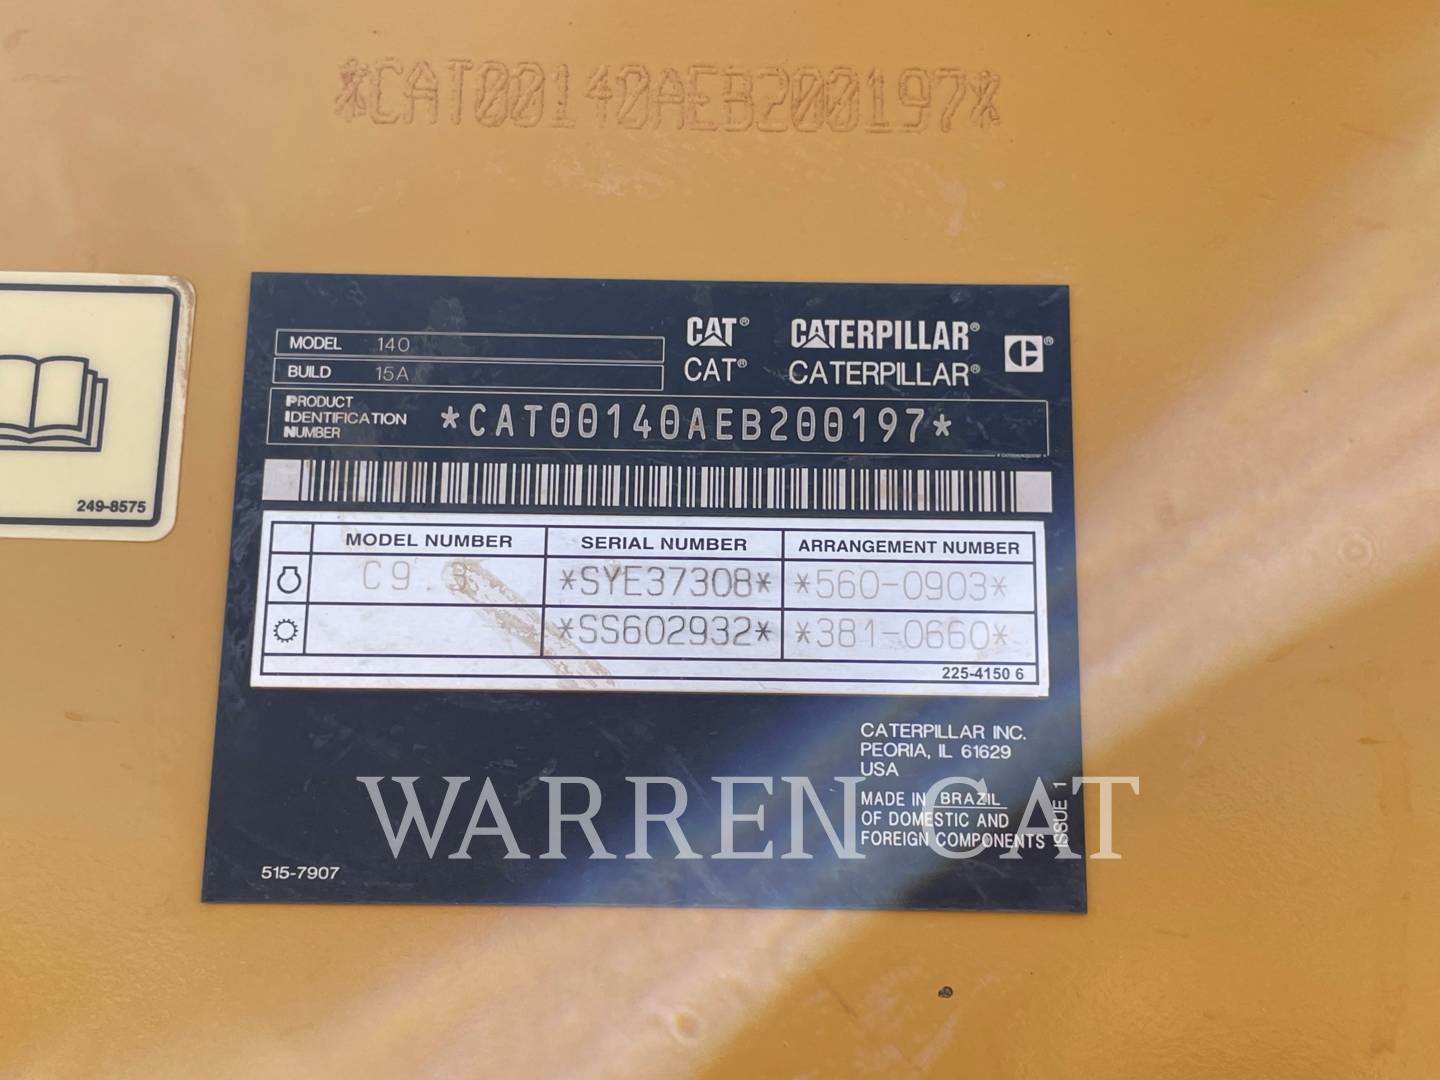 *CAT00140AEB200197*
MODEL 140
BUILD 15A
CAT® CATERPILLAR®
CAT® CATERPILLAR®
PRODUCT
IDENTIFICATION
NUMBER
*CAT00140AEB200197*
MODEL NUMBER SERIAL NUMBER ARRANGEMENT NUMBER
C9.3 *SYE37308* *560-0903*
*SS602932* *381-0660*
225-4150 6
249-8575
CATERPILLAR INC.
PEORIA, IL 61629
USA
MADE IN BRAZIL
OF DOMESTIC AND
FOREIGN COMPONENTS
ISSUE 1
WARREN CAT
515-7907